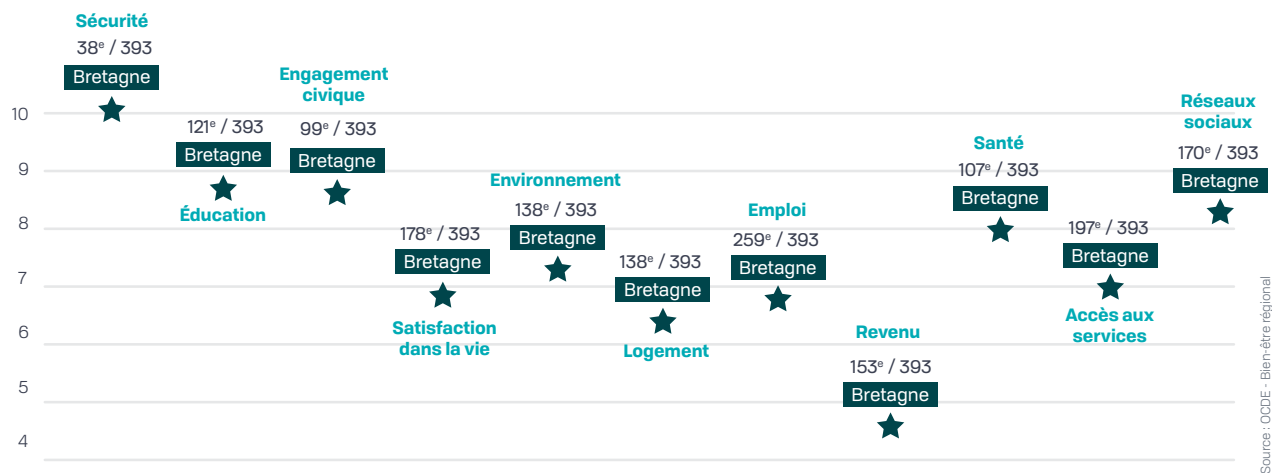 Sécurité
38e / 393
Bretagne
121e / 393
Bretagne
Éducation
Engagement
civique
99e / 393
Bretagne
178e / 393
Bretagne
Satisfaction
dans la vie
Environnement
138e / 393
Bretagne
138e / 393
Bretagne
Logement
Emploi
259e / 393
Bretagne
Revenu
153e / 393
Bretagne
Santé
107e / 393
Bretagne
197e / 393
Bretagne
Accès aux
services
Réseaux
sociaux
170e / 393
Bretagne
10
9
8
7
6
5
4
Source : OCDE - Bien-être régional